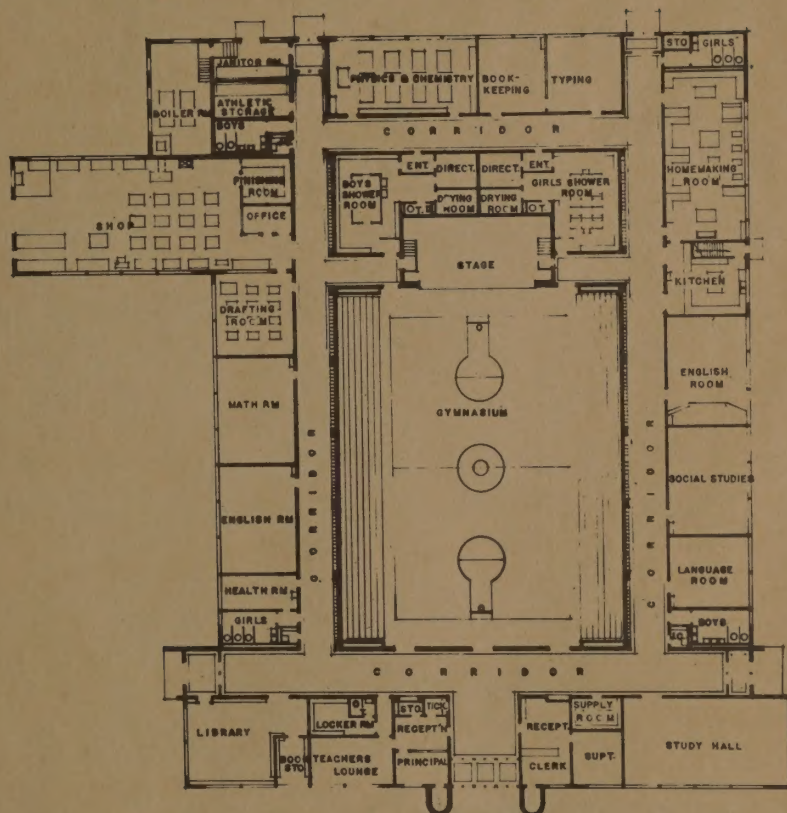 JANITOR RM.
PHYSICS & CHEMISTRY
BOOK-
KEEPING
TYPING
STO
GIRLS
BOILER RM
ATHLETIC
STORAGE
BOYS
CORRIDOR
HOMEMAKING
ROOM
SHOP
FINISHING
ROOM
OFFICE
BOYS
SHOWER
ROOM
ENT.
DIRECT.
DIRECT.
ENT.
GIRLS SHOWER
ROOM
DRYING
ROOM
DRYING
ROOM
T.
T.
STAGE
KITCHEN
DRAFTING
ROOM
MATH RM
ENGLISH RM
HEALTH RM
GIRLS
CORRIDOR
GYMNASIUM
CORRIDOR
ENGLISH
ROOM
SOCIAL STUDIES
LANGUAGE
ROOM
BOYS
CORRIDOR
LIBRARY
BOOK
STO
LOCKER RM
TEACHERS
LOUNGE
STO.
TICK.
RECEPT'N
PRINCIPAL
RECEPT.
CLERK
SUPPLY
ROOM
SUPT.
STUDY HALL